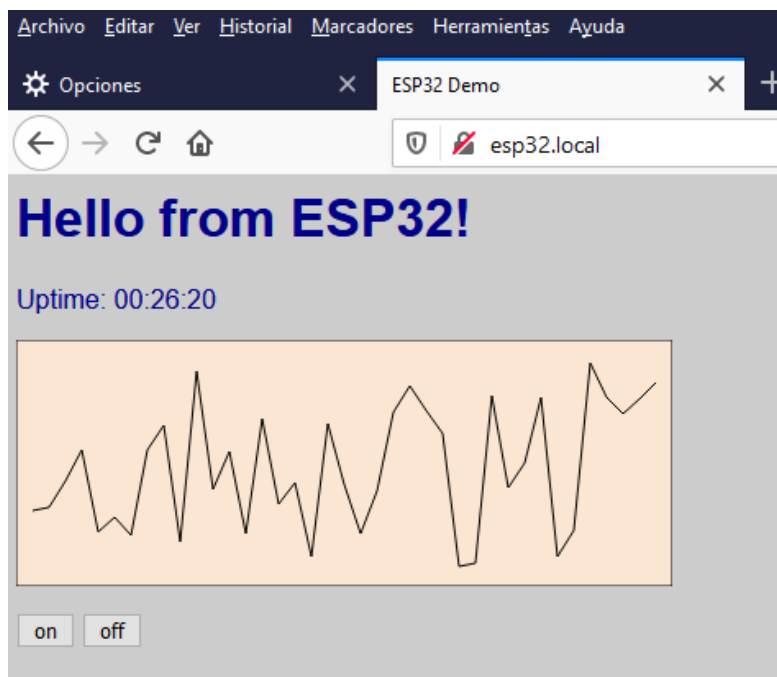 Archivo Editar Ver Historial Marcadores Herramientas Ayuda
Opciones
ESP32 Demo
esp32.local
Hello from ESP32!
Uptime: 00:26:20
on off